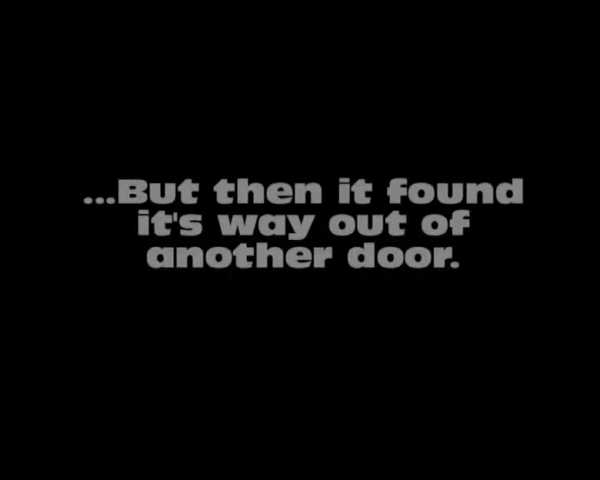 ...But then it found
it's way out of
another door.